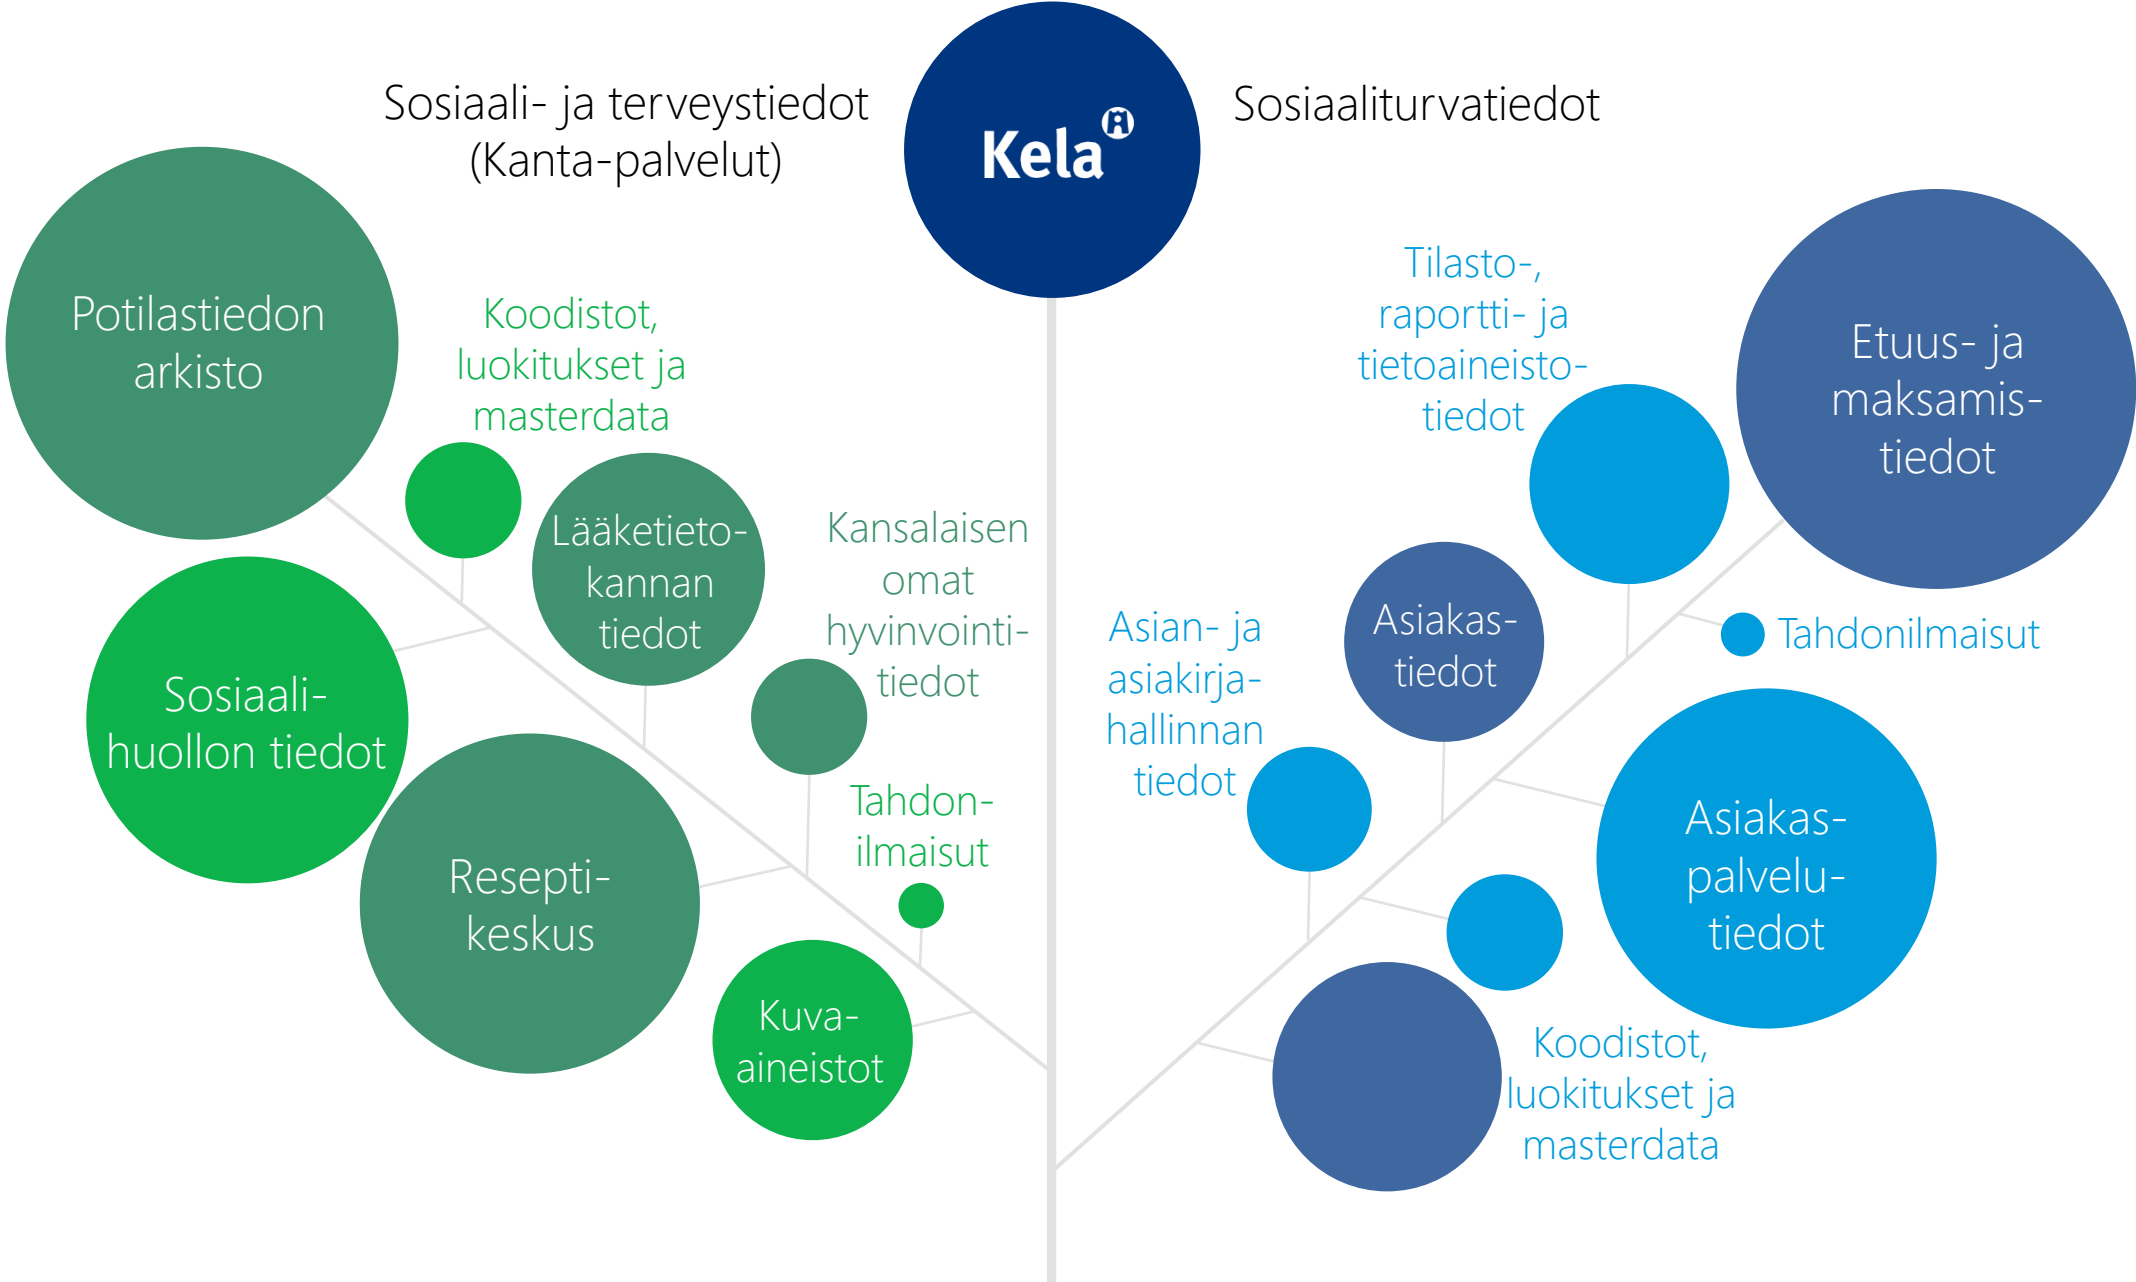 Sosiaali- ja terveystiedot
(Kanta-palvelut)
Kela
Sosiaaliturvatiedot
Potilastiedon
arkisto
Koodistot,
luokitukset ja
masterdata
Lääketieto-
kannan
tiedot
Kansalaisen
omat
hyvinvointi-
tiedot
Sosiaali-
huollon tiedot
Resepti-
keskus
Tahdon-
ilmaisut
Kuva-
aineistot
Tilasto-,
raportti- ja
tietoaineisto-
tiedot
Etuus- ja
maksamis-
tiedot
Asiakas-
tiedot
Tahdonilmaisut
Asian- ja
asiakirja-
hallinnan
tiedot
Asiakas-
palvelu-
tiedot
Koodistot,
luokitukset ja
masterdata